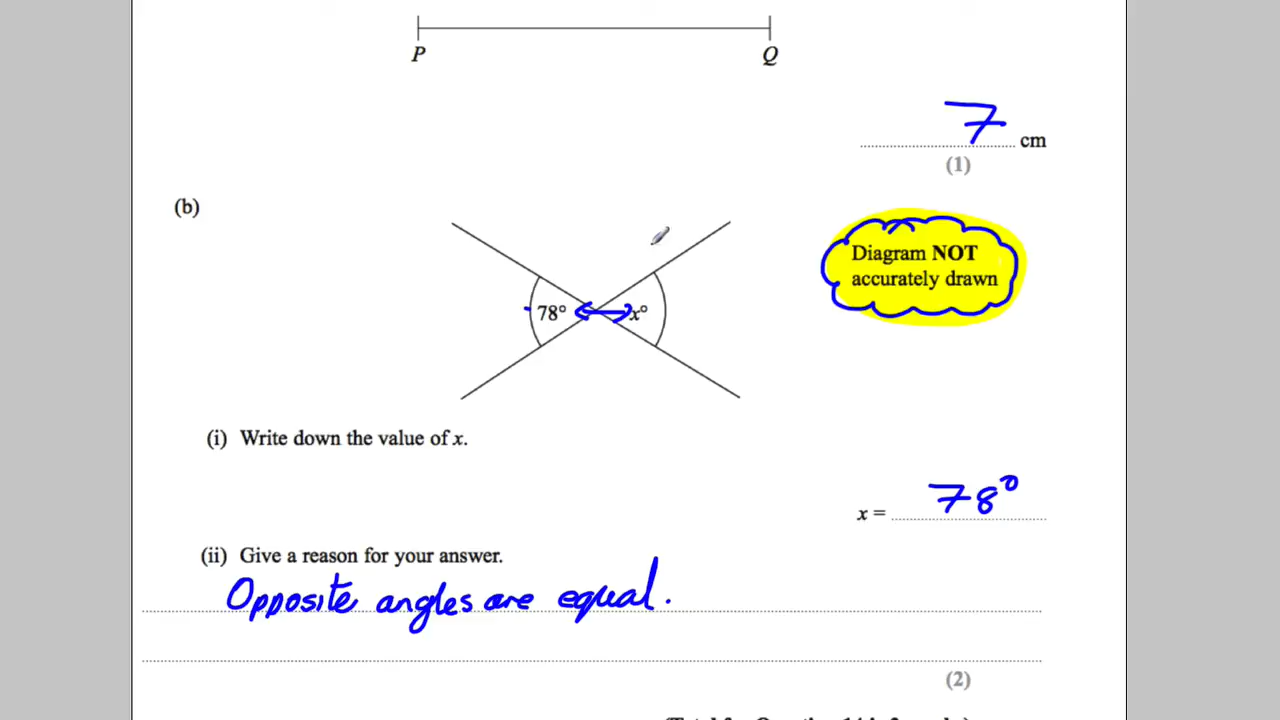 P Q
7 cm
(1)
(b)
Diagram NOT
accurately drawn
78° x°
(i) Write down the value of x.
x = 78°
(ii) Give a reason for your answer.
Opposite angles are equal.
(2)